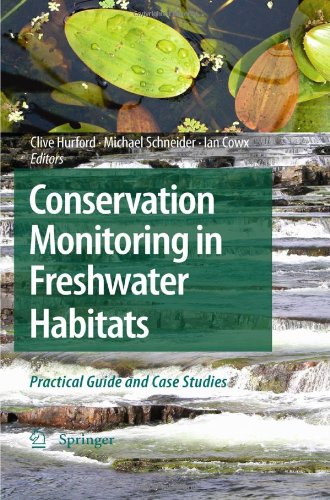 Clive Hurford · Michael Schneider · Ian Cowx
Editors
Conservation
Monitoring in
Freshwater
Habitats
Practical Guide and Case Studies
Springer